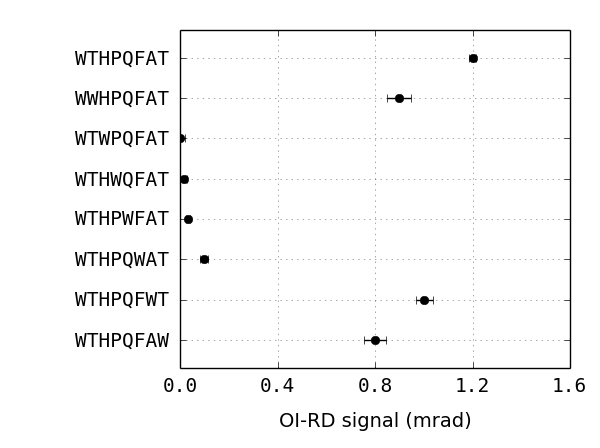 WTHPQFAT
WWHPQFAT
WTWPQFAT
WTHWQFAT
WTHPWFAT
WTHPQWAT
WTHPQFWT
WTHPQFAW
0.0 0.4 0.8 1.2 1.6
OI-RD signal (mrad)